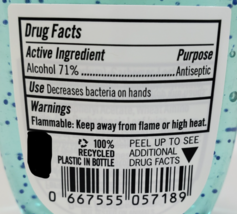 Drug Facts
Active Ingredient Purpose
Alcohol 71% Antiseptic
Use Decreases bacteria on hands
Warnings
Flammable: Keep away from flame or high heat.
100% RECYCLED PLASTIC IN BOTTLE
PEEL UP TO SEE ADDITIONAL DRUG FACTS
0 667555 057189